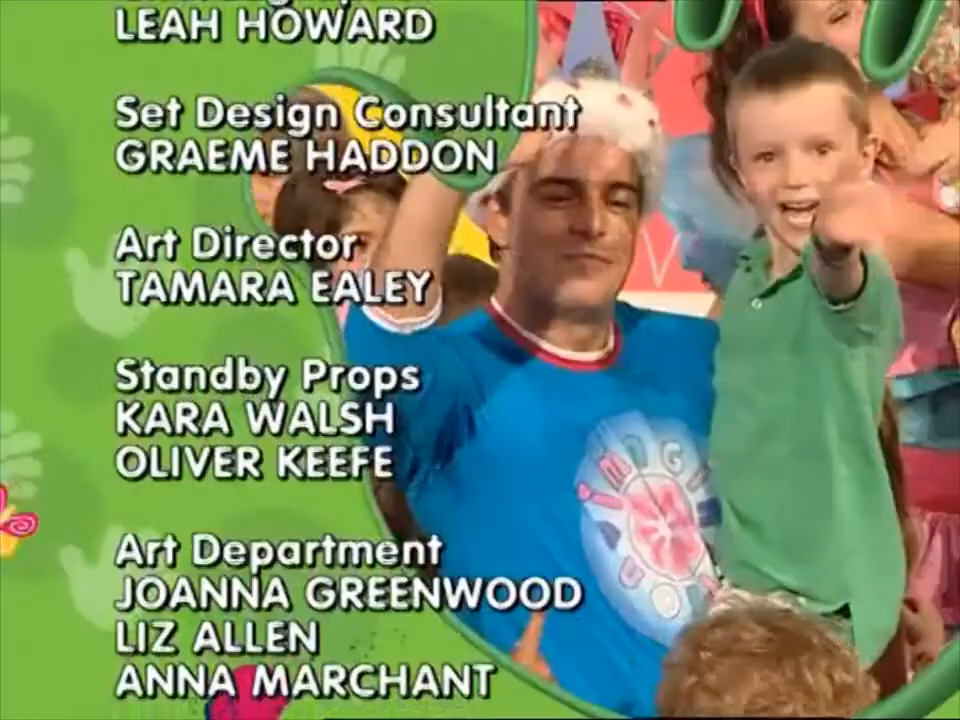 LEAH HOWARD
Set Design Consultant
GRAEME HADDON
Art Director
TAMARA EALEY
Standby Props
KARA WALSH
OLIVER KEEFE
Art Department
JOANNA GREENWOOD
LIZ ALLEN
ANNA MARCHANT